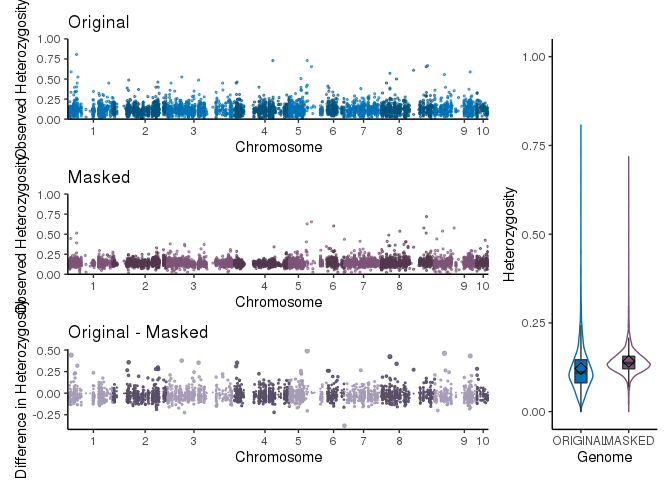 Original
Observed Heterozygosity
1.00
0.75
0.50
0.25
0.00
1 2 3 4 5 6 7 8 9 10
Chromosome
Masked
Observed Heterozygosity
1.00
0.75
0.50
0.25
0.00
1 2 3 4 5 6 7 8 9 10
Chromosome
Original - Masked
Difference in Heterozygosity
0.50
0.25
0.00
-0.25
1 2 3 4 5 6 7 8 9 10
Chromosome
Heterozygosity
1.00
0.75
0.50
0.25
0.00
ORIGINAL MASKED
Genome